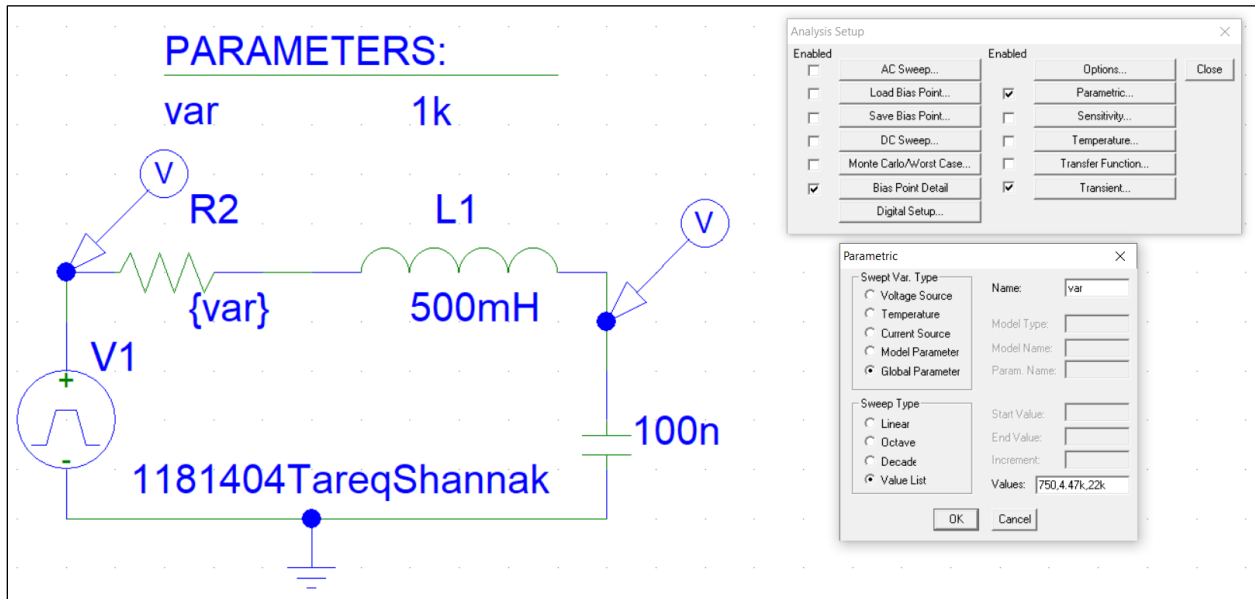 PARAMETERS:
var 1k
V
R2
L1
V
{var}
500mH
V1
+
-
100n
1181404TareqShannak
Analysis Setup
Enabled Enabled
AC Sweep... Options... Close
Load Bias Point... Parametric...
Save Bias Point... Sensitivity...
DC Sweep... Temperature...
Monte Carlo/Worst Case... Transfer Function...
Bias Point Detail Transient...
Digital Setup...
Parametric
Swept Var. Type
Voltage Source
Temperature
Current Source
Model Parameter
Global Parameter
Name: var
Model Type:
Model Name:
Param. Name:
Sweep Type
Linear
Octave
Decade
Value List
Start Value:
End Value:
Increment:
Values: 750,4.47k,22k
OK Cancel